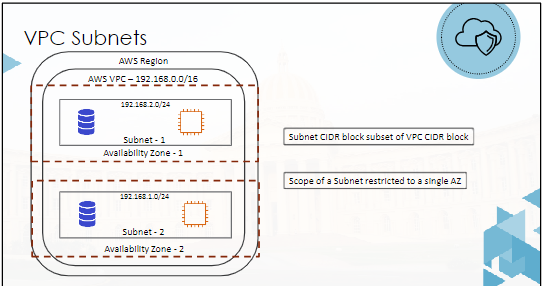 VPC Subnets
AWS Region
AWS VPC – 192.168.0.0/16
192.168.2.0/24
Subnet - 1
Availability Zone - 1
192.168.1.0/24
Subnet - 2
Availability Zone - 2
Subnet CIDR block subset of VPC CIDR block
Scope of a Subnet restricted to a single AZ